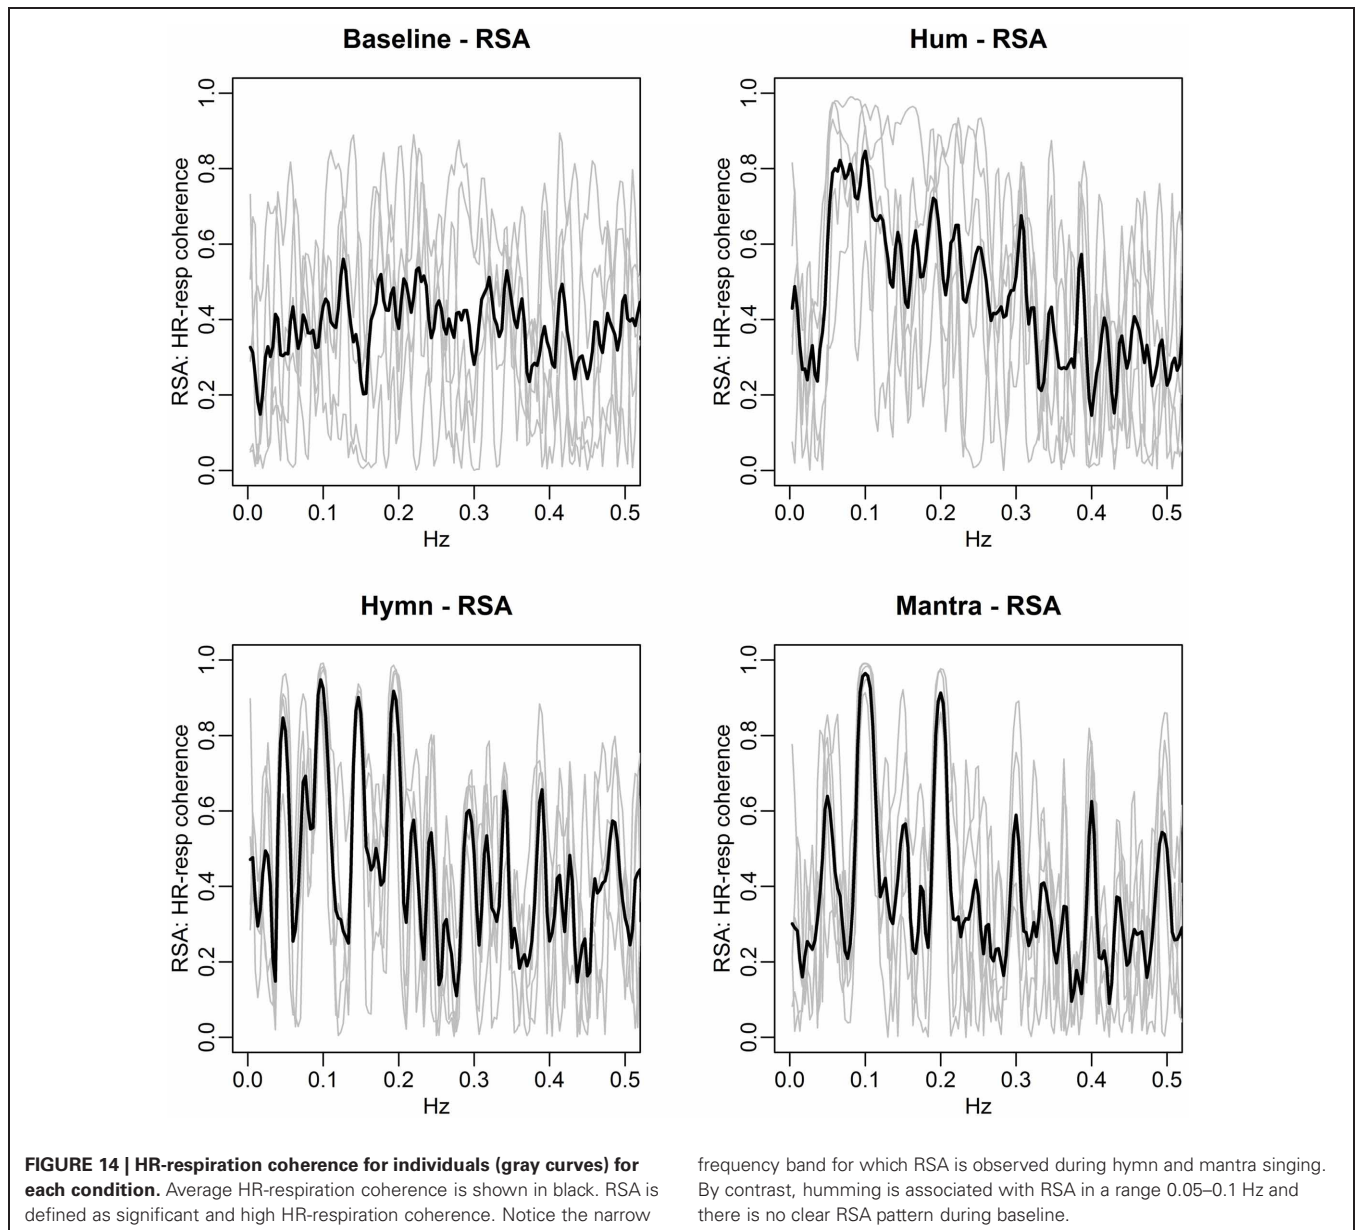 Baseline - RSA
RSA: HR-resp coherence
1.0
0.8
0.6
0.4
0.2
0.0
0.0 0.1 0.2 0.3 0.4 0.5
Hz
Hum - RSA
RSA: HR-resp coherence
1.0
0.8
0.6
0.4
0.2
0.0
0.0 0.1 0.2 0.3 0.4 0.5
Hz
Hymn - RSA
RSA: HR-resp coherence
1.0
0.8
0.6
0.4
0.2
0.0
0.0 0.1 0.2 0.3 0.4 0.5
Hz
Mantra - RSA
RSA: HR-resp coherence
1.0
0.8
0.6
0.4
0.2
0.0
0.0 0.1 0.2 0.3 0.4 0.5
Hz
FIGURE 14 | HR-respiration coherence for individuals (gray curves) for
each condition. Average HR-respiration coherence is shown in black. RSA is
defined as significant and high HR-respiration coherence. Notice the narrow
frequency band for which RSA is observed during hymn and mantra singing.
By contrast, humming is associated with RSA in a range 0.05–0.1 Hz and
there is no clear RSA pattern during baseline.